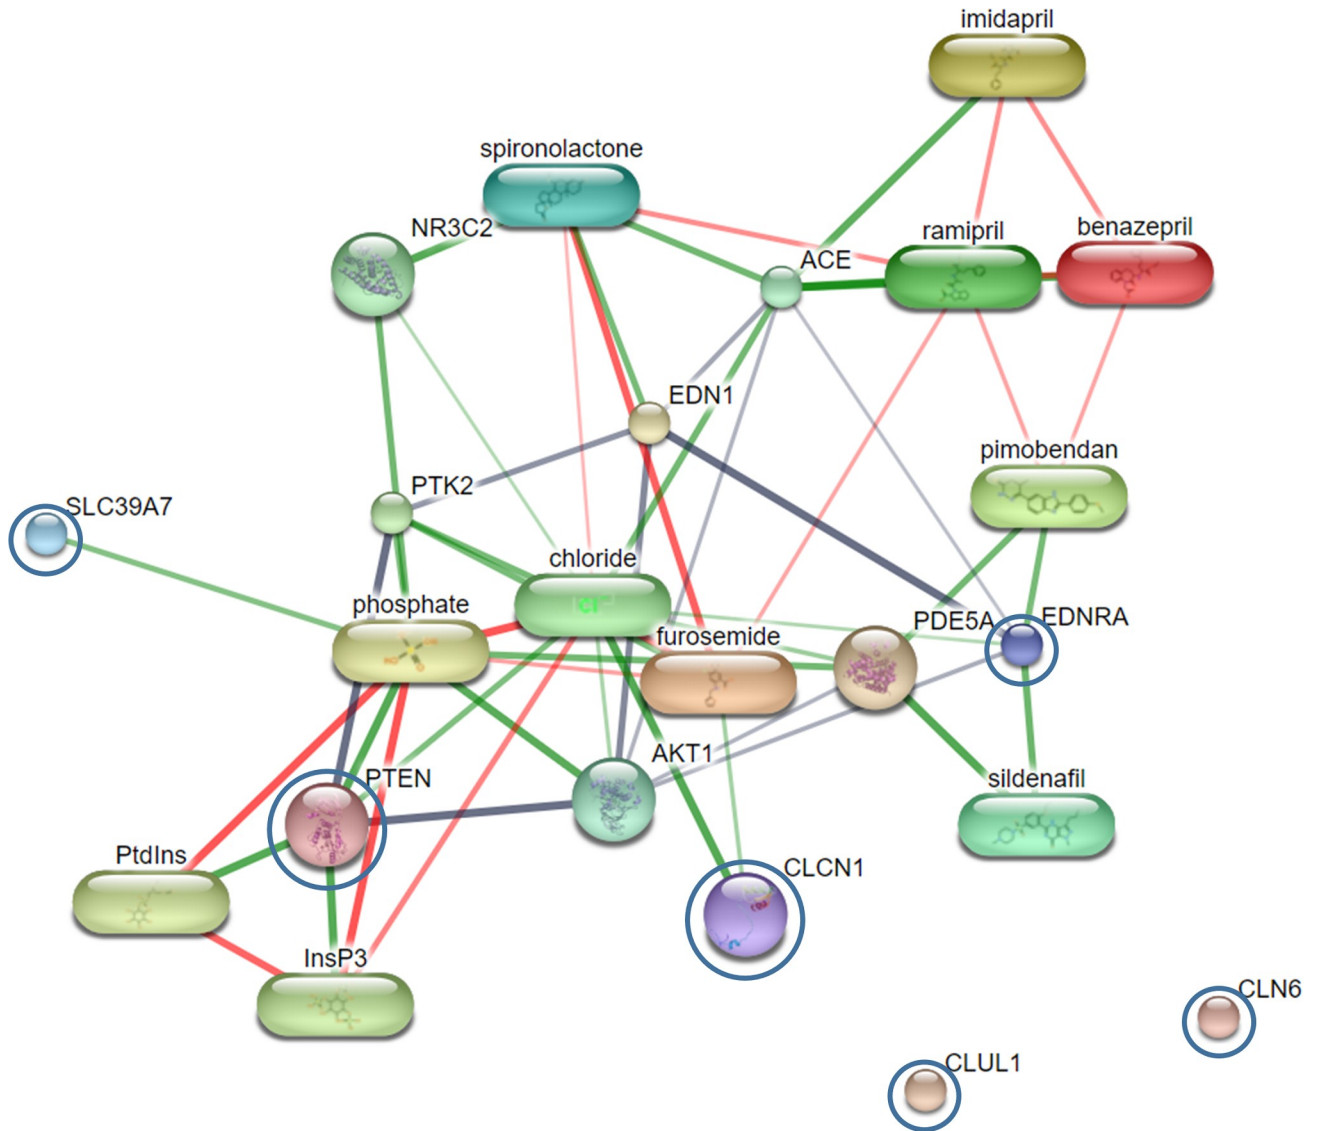 imidapril
spironolactone
NR3C2
ramipril
benazepril
ACE
EDN1
pimobendan
PTK2
SLC39A7
chloride
phosphate
furosemide
PDE5A
EDNRA
AKT1
PTEN
sildenafil
PtdIns
CLCN1
InsP3
CLN6
CLUL1